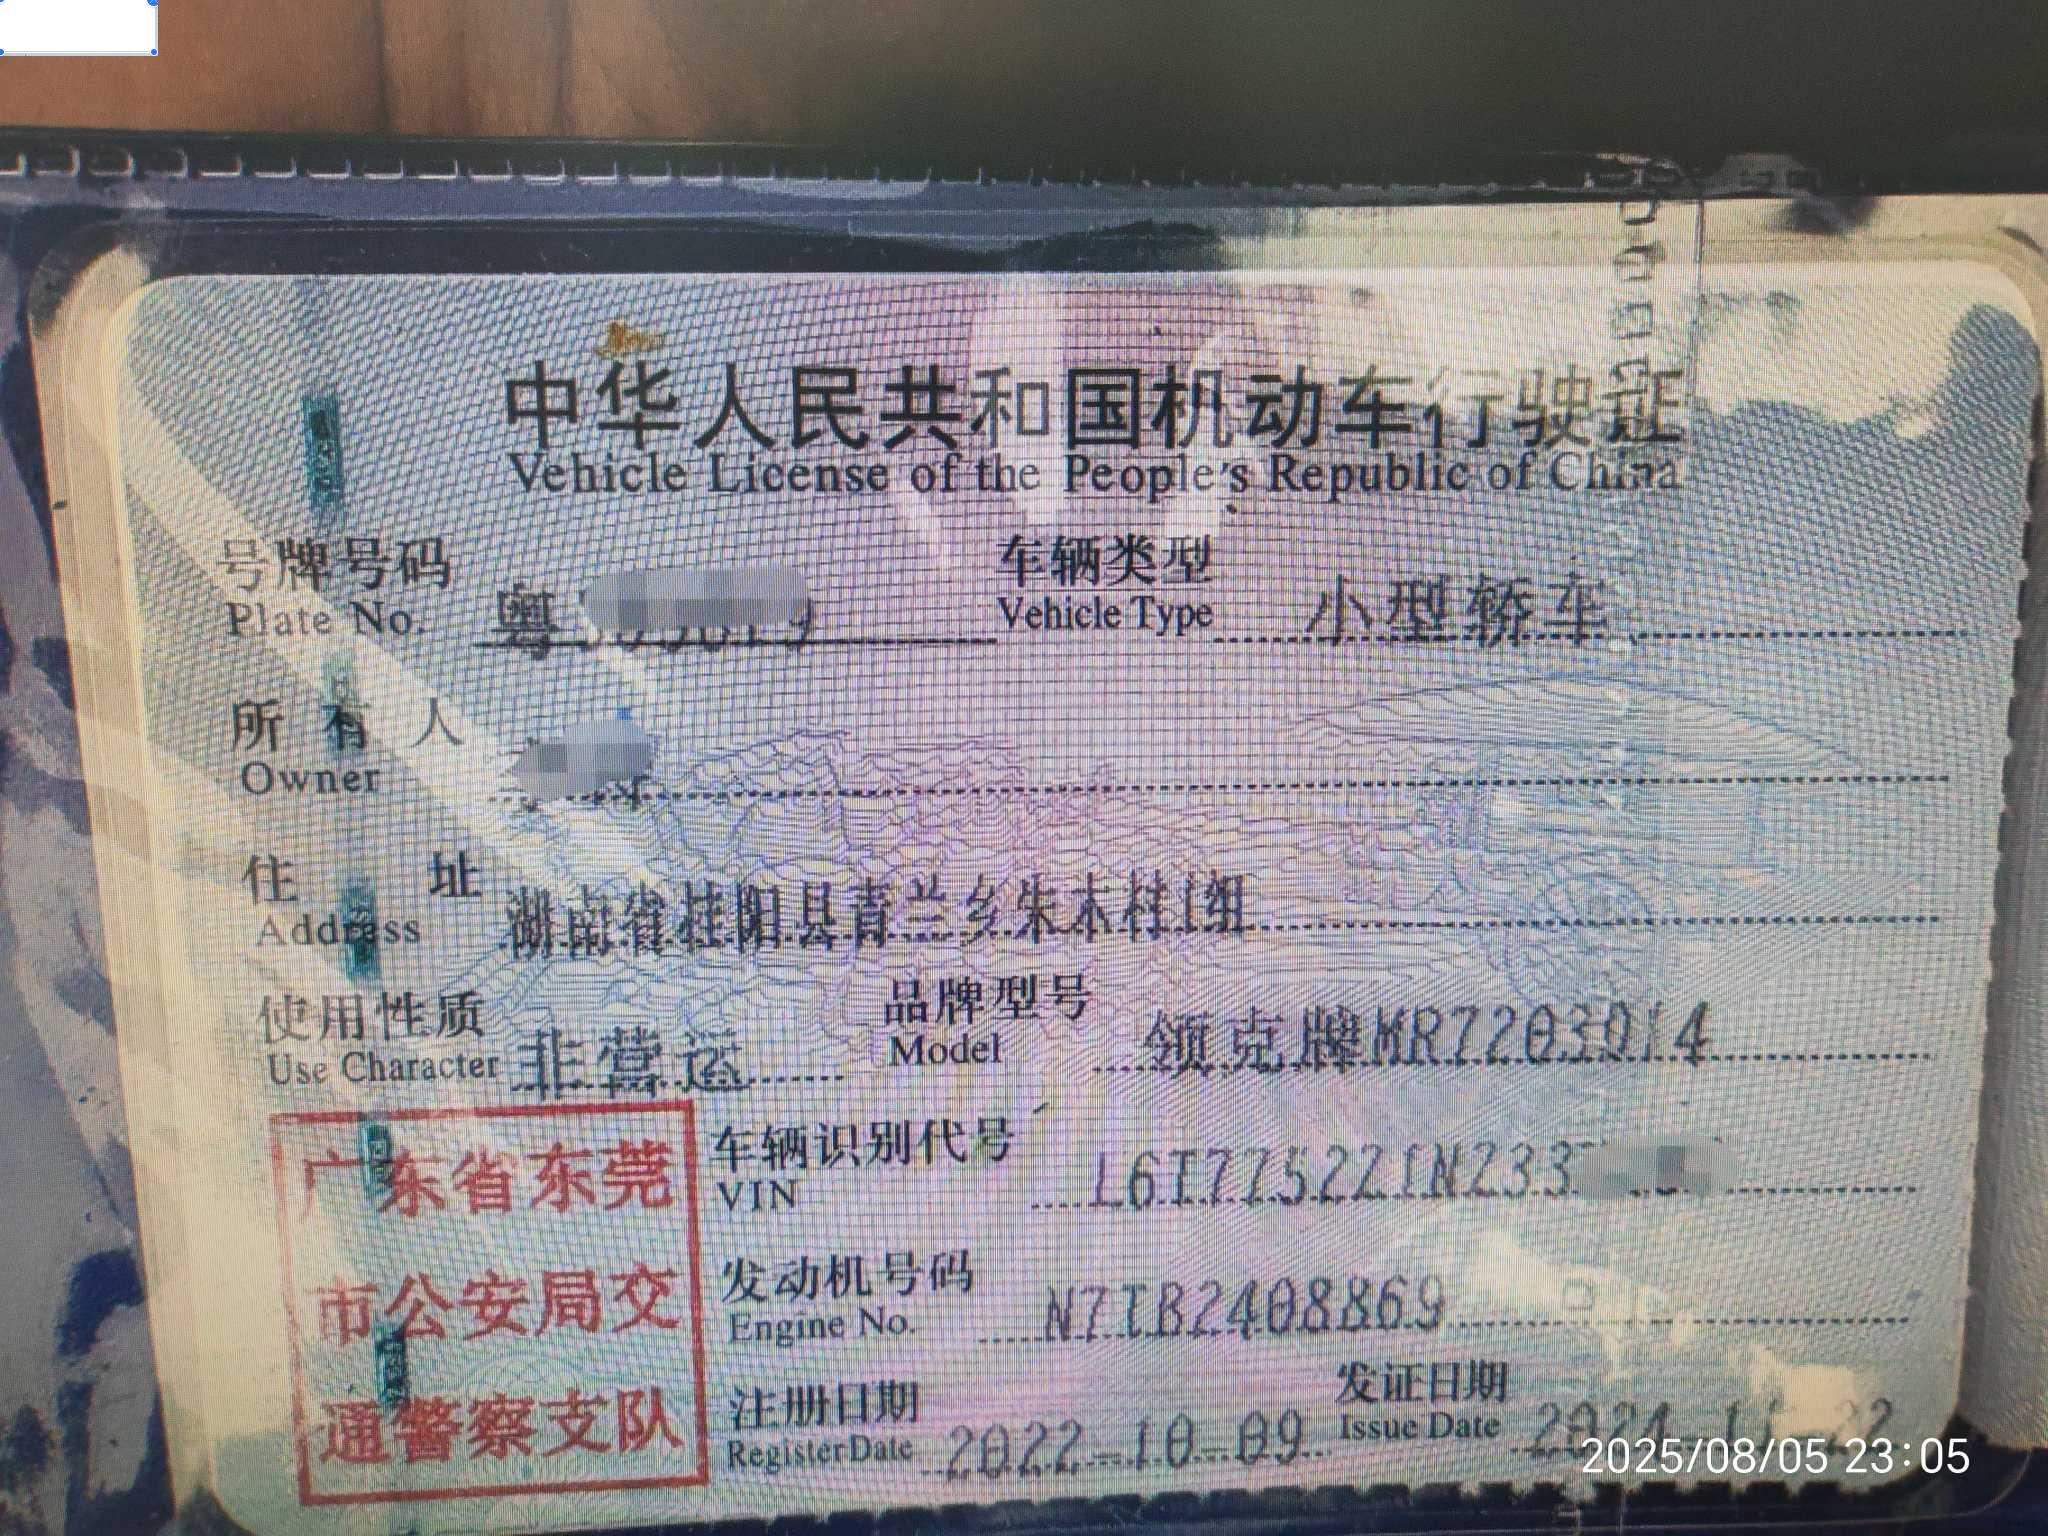 中华人民共和国机动车行驶证
Vehicle License of the People's Republic of China
号牌号码 粤 车辆类型 小型轿车
Plate No. Vehicle Type
所有人
Owner
住址 湖南省桂阳县青兰乡朱木村1组
Address
使用性质 非营运 品牌型号 领克牌MR7203D14
Use Character Model
广东省东莞
市公安局交
通警察支队
车辆识别代号 L6T7752Z1N233
VIN
发动机号码 N7TB2408869
Engine No.
注册日期 2022-10-09 发证日期 2024-11-22
Register Date Issue Date
2025/08/05 23:05